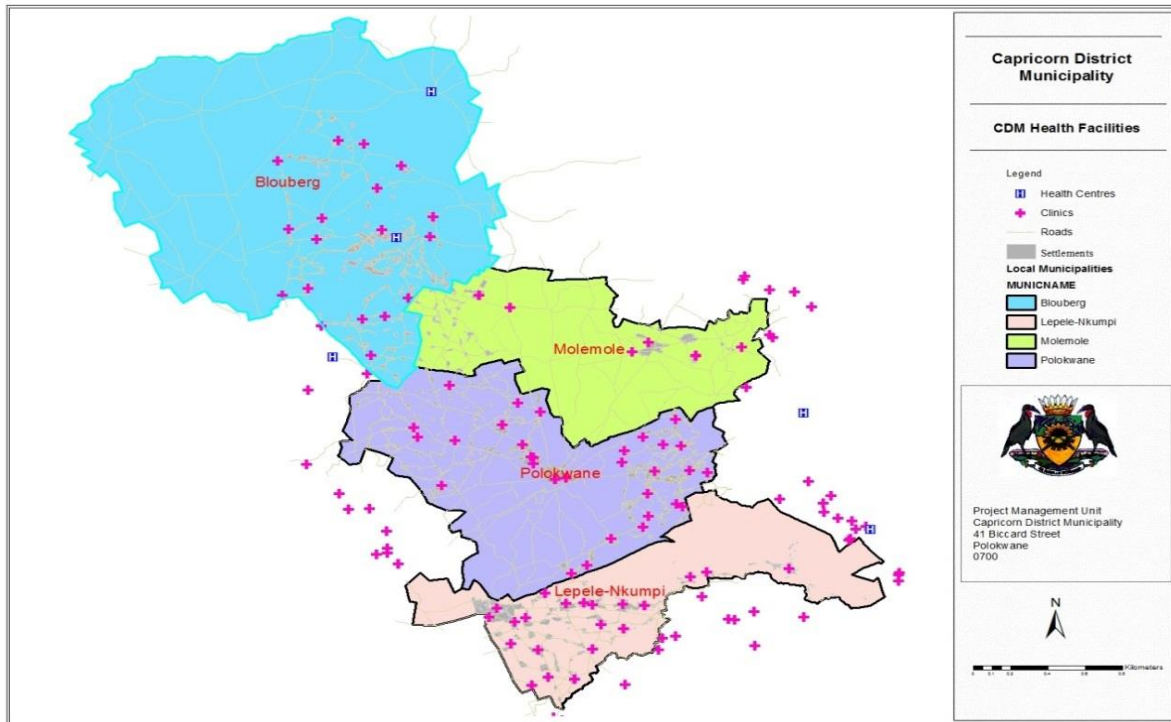 Capricorn District
Municipality
CDM Health Facilities
Legend
H Health Centres
Clinics
Roads
Settlements
Local Municipalities
MUNICNAME
Blouberg
Lepele-Nkumpi
Molemole
Polokwane
Project Management Unit
Capricorn District Municipality
41 Biccard Street
Polokwane
0700
N
Kilometers
H
Blouberg
H
Molemole
H
H
Polokwane
H
Lepele-Nkumpi